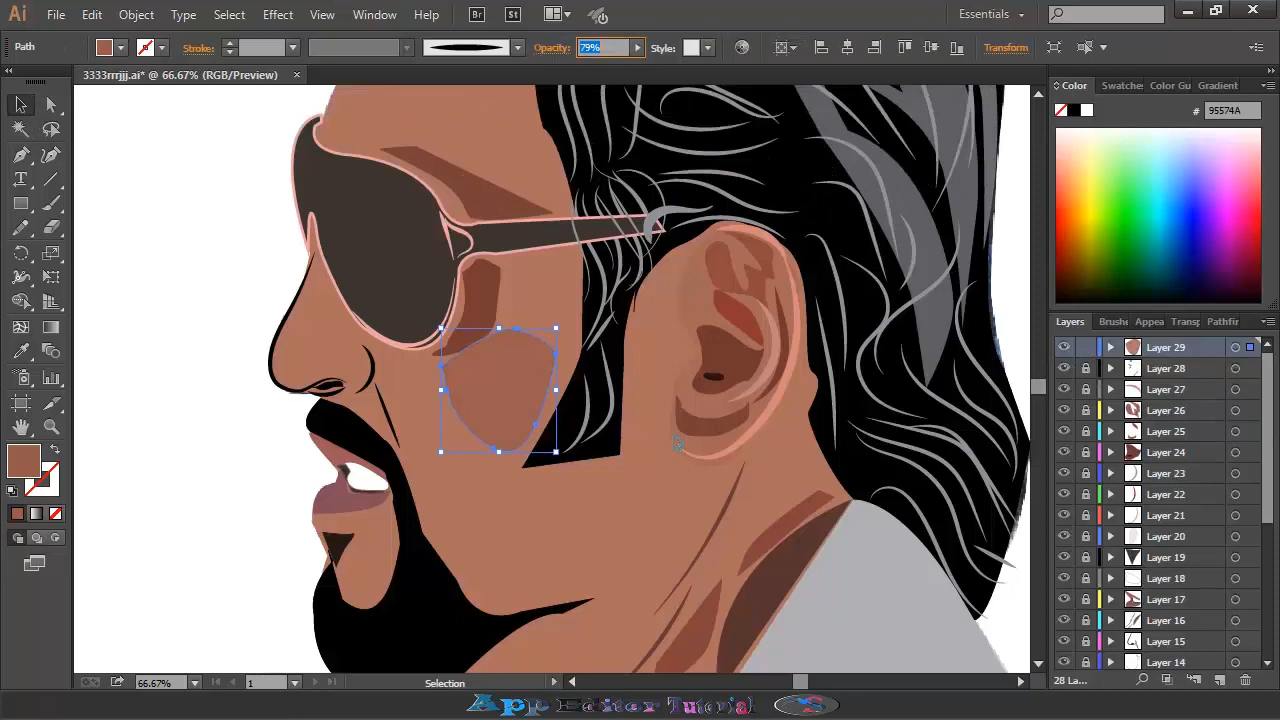 Ai File Edit Object Type Select Effect View Window Help Br St Essentials
Path Stroke: Opacity: 79% Style: Transform
3333rrrjjj.ai* @ 66.67% (RGB/Preview) ×
Color Swatches Color Gu Gradient
# 95574A
Layers Brushe Appea Transp Pathfin
Layer 29
Layer 28
Layer 27
Layer 26
Layer 25
Layer 24
Layer 23
Layer 22
Layer 21
Layer 20
Layer 19
Layer 18
Layer 17
Layer 16
Layer 15
Layer 14
66.67% 1 Selection 28 La...
App Editor Tutorial